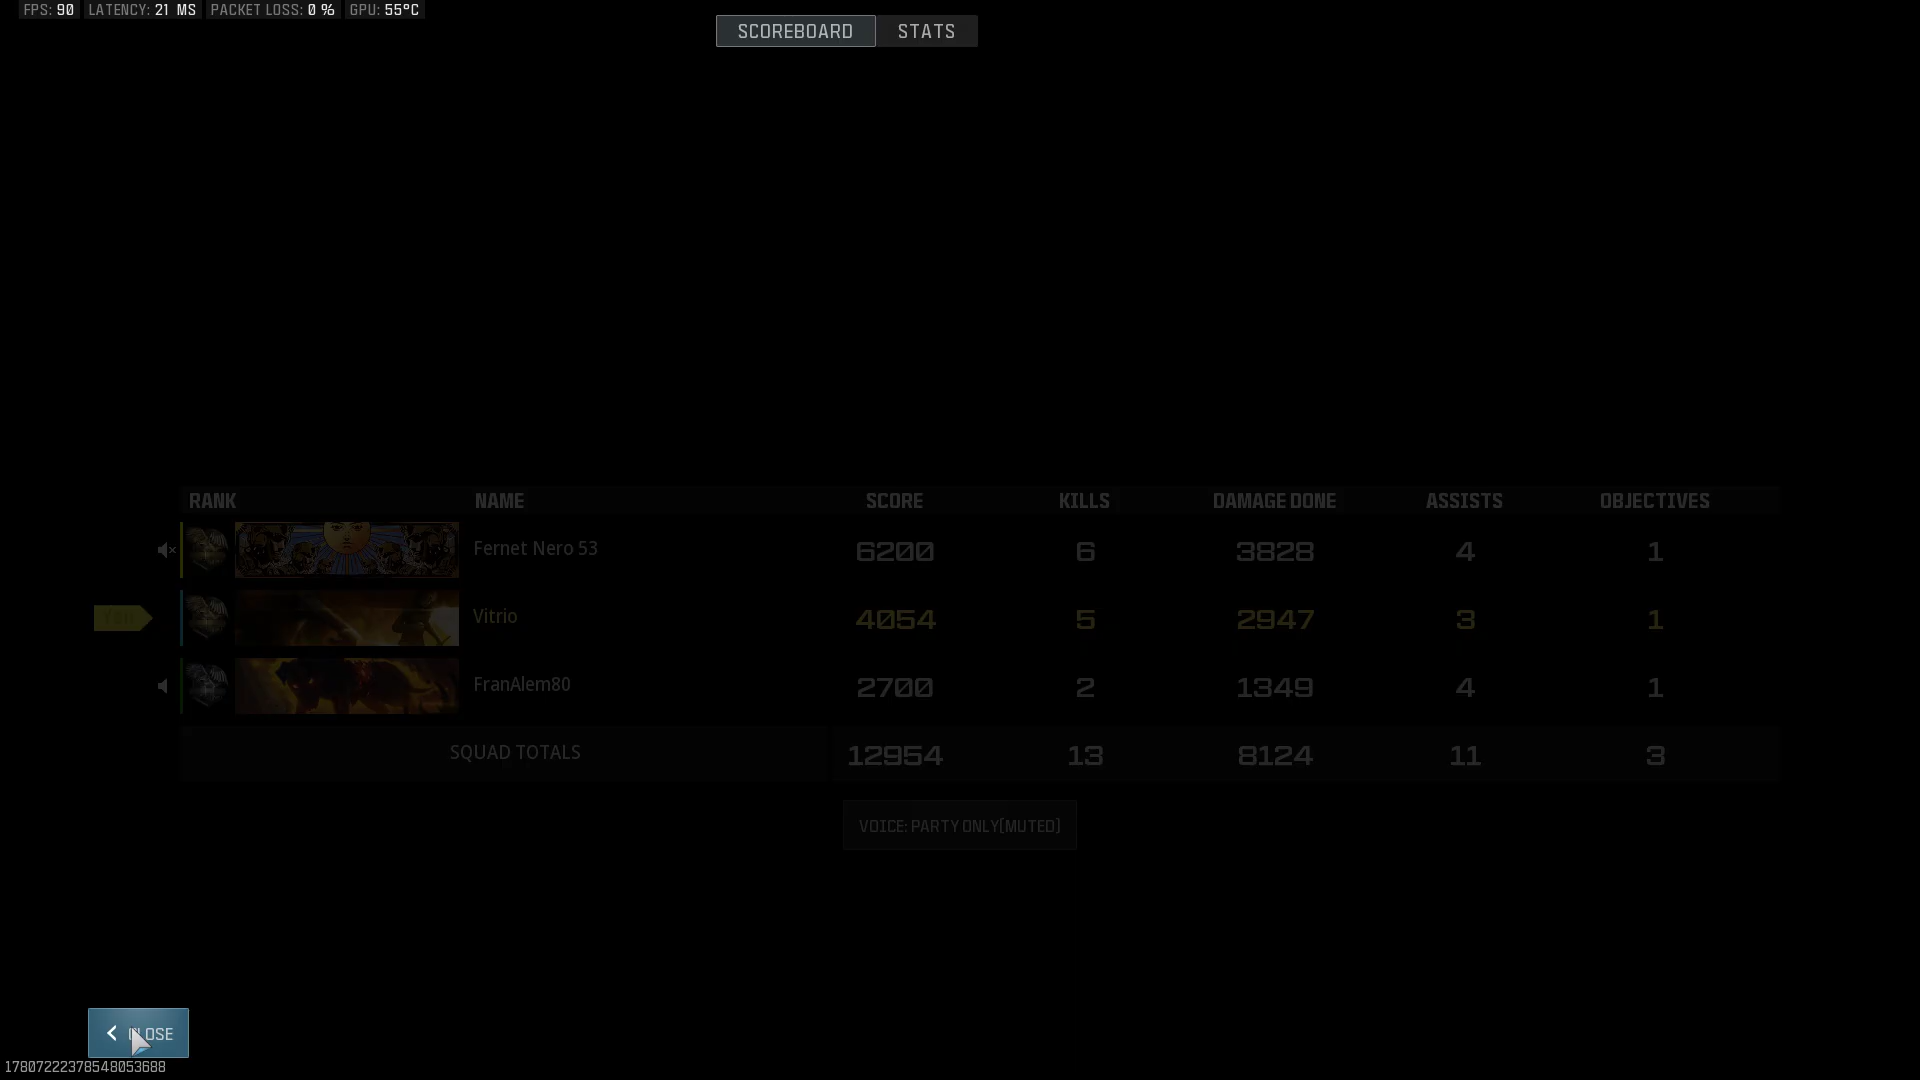 FPS: 90 LATENCY: 21 MS PACKET LOSS: 0 % GPU: 55°C
SCOREBOARD STATS
RANK NAME SCORE KILLS DAMAGE DONE ASSISTS OBJECTIVES
Fernet Nero 53 6200 6 3828 4 1
YOU Vitrio 4054 5 2947 3 1
FranAlem80 2700 2 1349 4 1
SQUAD TOTALS 12954 13 8124 11 3
VOICE: PARTY ONLY[MUTED]
CLOSE
17807222378548053688